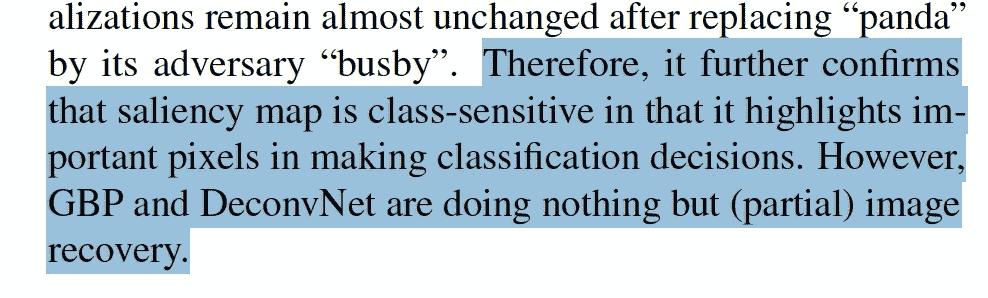 alizations remain almost unchanged after replacing “panda”
by its adversary “busby”. Therefore, it further confirms
that saliency map is class-sensitive in that it highlights im-
portant pixels in making classification decisions. However,
GBP and DeconvNet are doing nothing but (partial) image
recovery.